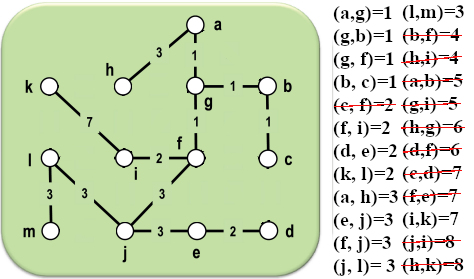 a
3 1
h
k 1 b
g
7 1 1
f
l 2 c
i
3 3 3
m 3 2 d
j e
(a,g)=1 (l,m)=3
(g,b)=1 (b,f)=4
(g, f)=1 (h,i)=4
(b, c)=1 (a,b)=5
(c, f)=2 (g,i)=5
(f, i)=2 (h,g)=6
(d, e)=2 (d,f)=6
(k, l)=2 (c,d)=7
(a, h)=3 (f,e)=7
(e, j)=3 (i,k)=7
(f, j)=3 (j,i)=8
(j, l)= 3 (h,k)=8